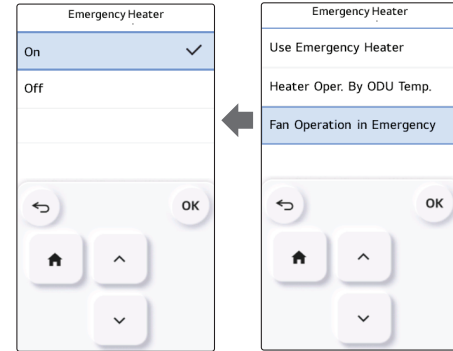 Emergency Heater
On
Off
OK
Emergency Heater
Use Emergency Heater
Heater Oper. By ODU Temp.
Fan Operation in Emergency
OK